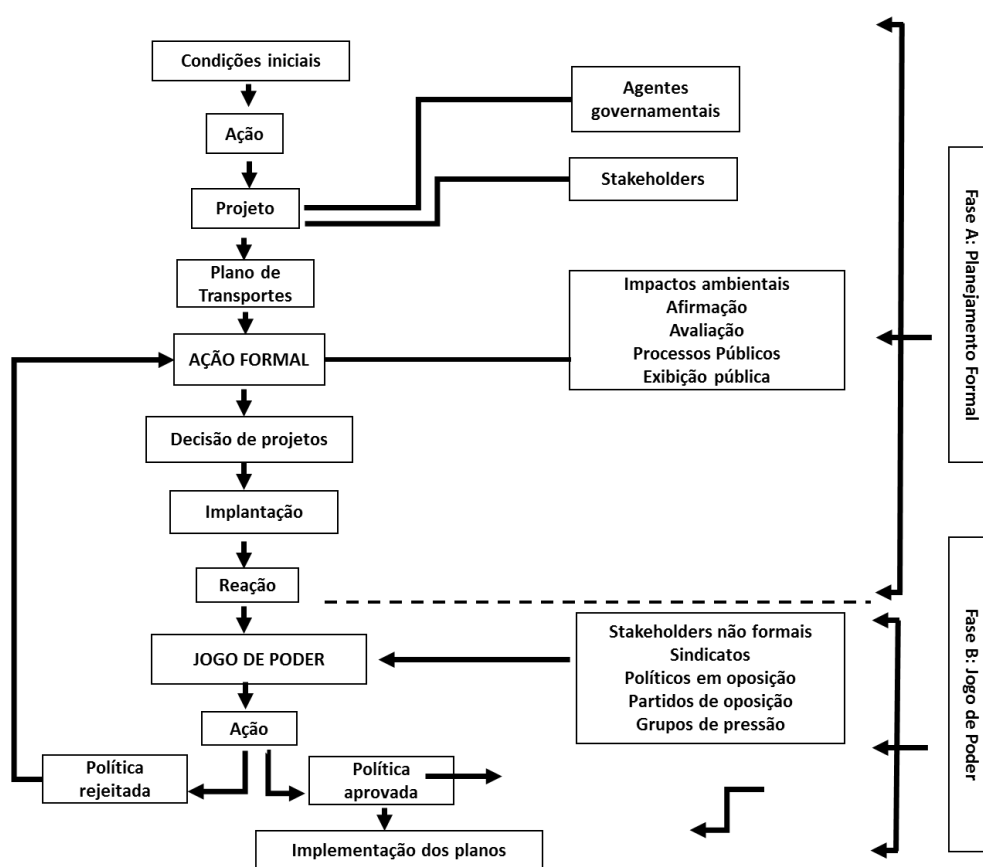 Condições iniciais
Agentes
governamentais
Ação
Stakeholders
Projeto
Plano de
Transportes
Impactos ambientais
Afirmação
Avaliação
Processos Públicos
Exibição pública
AÇÃO FORMAL
Decisão de projetos
Implantação
Reação
Fase A: Planejamento Formal
JOGO DE PODER
Stakeholders não formais
Sindicatos
Políticos em oposição
Partidos de oposição
Grupos de pressão
Ação
Política
rejeitada
Política
aprovada
Implementação dos planos
Fase B: Jogo de Poder